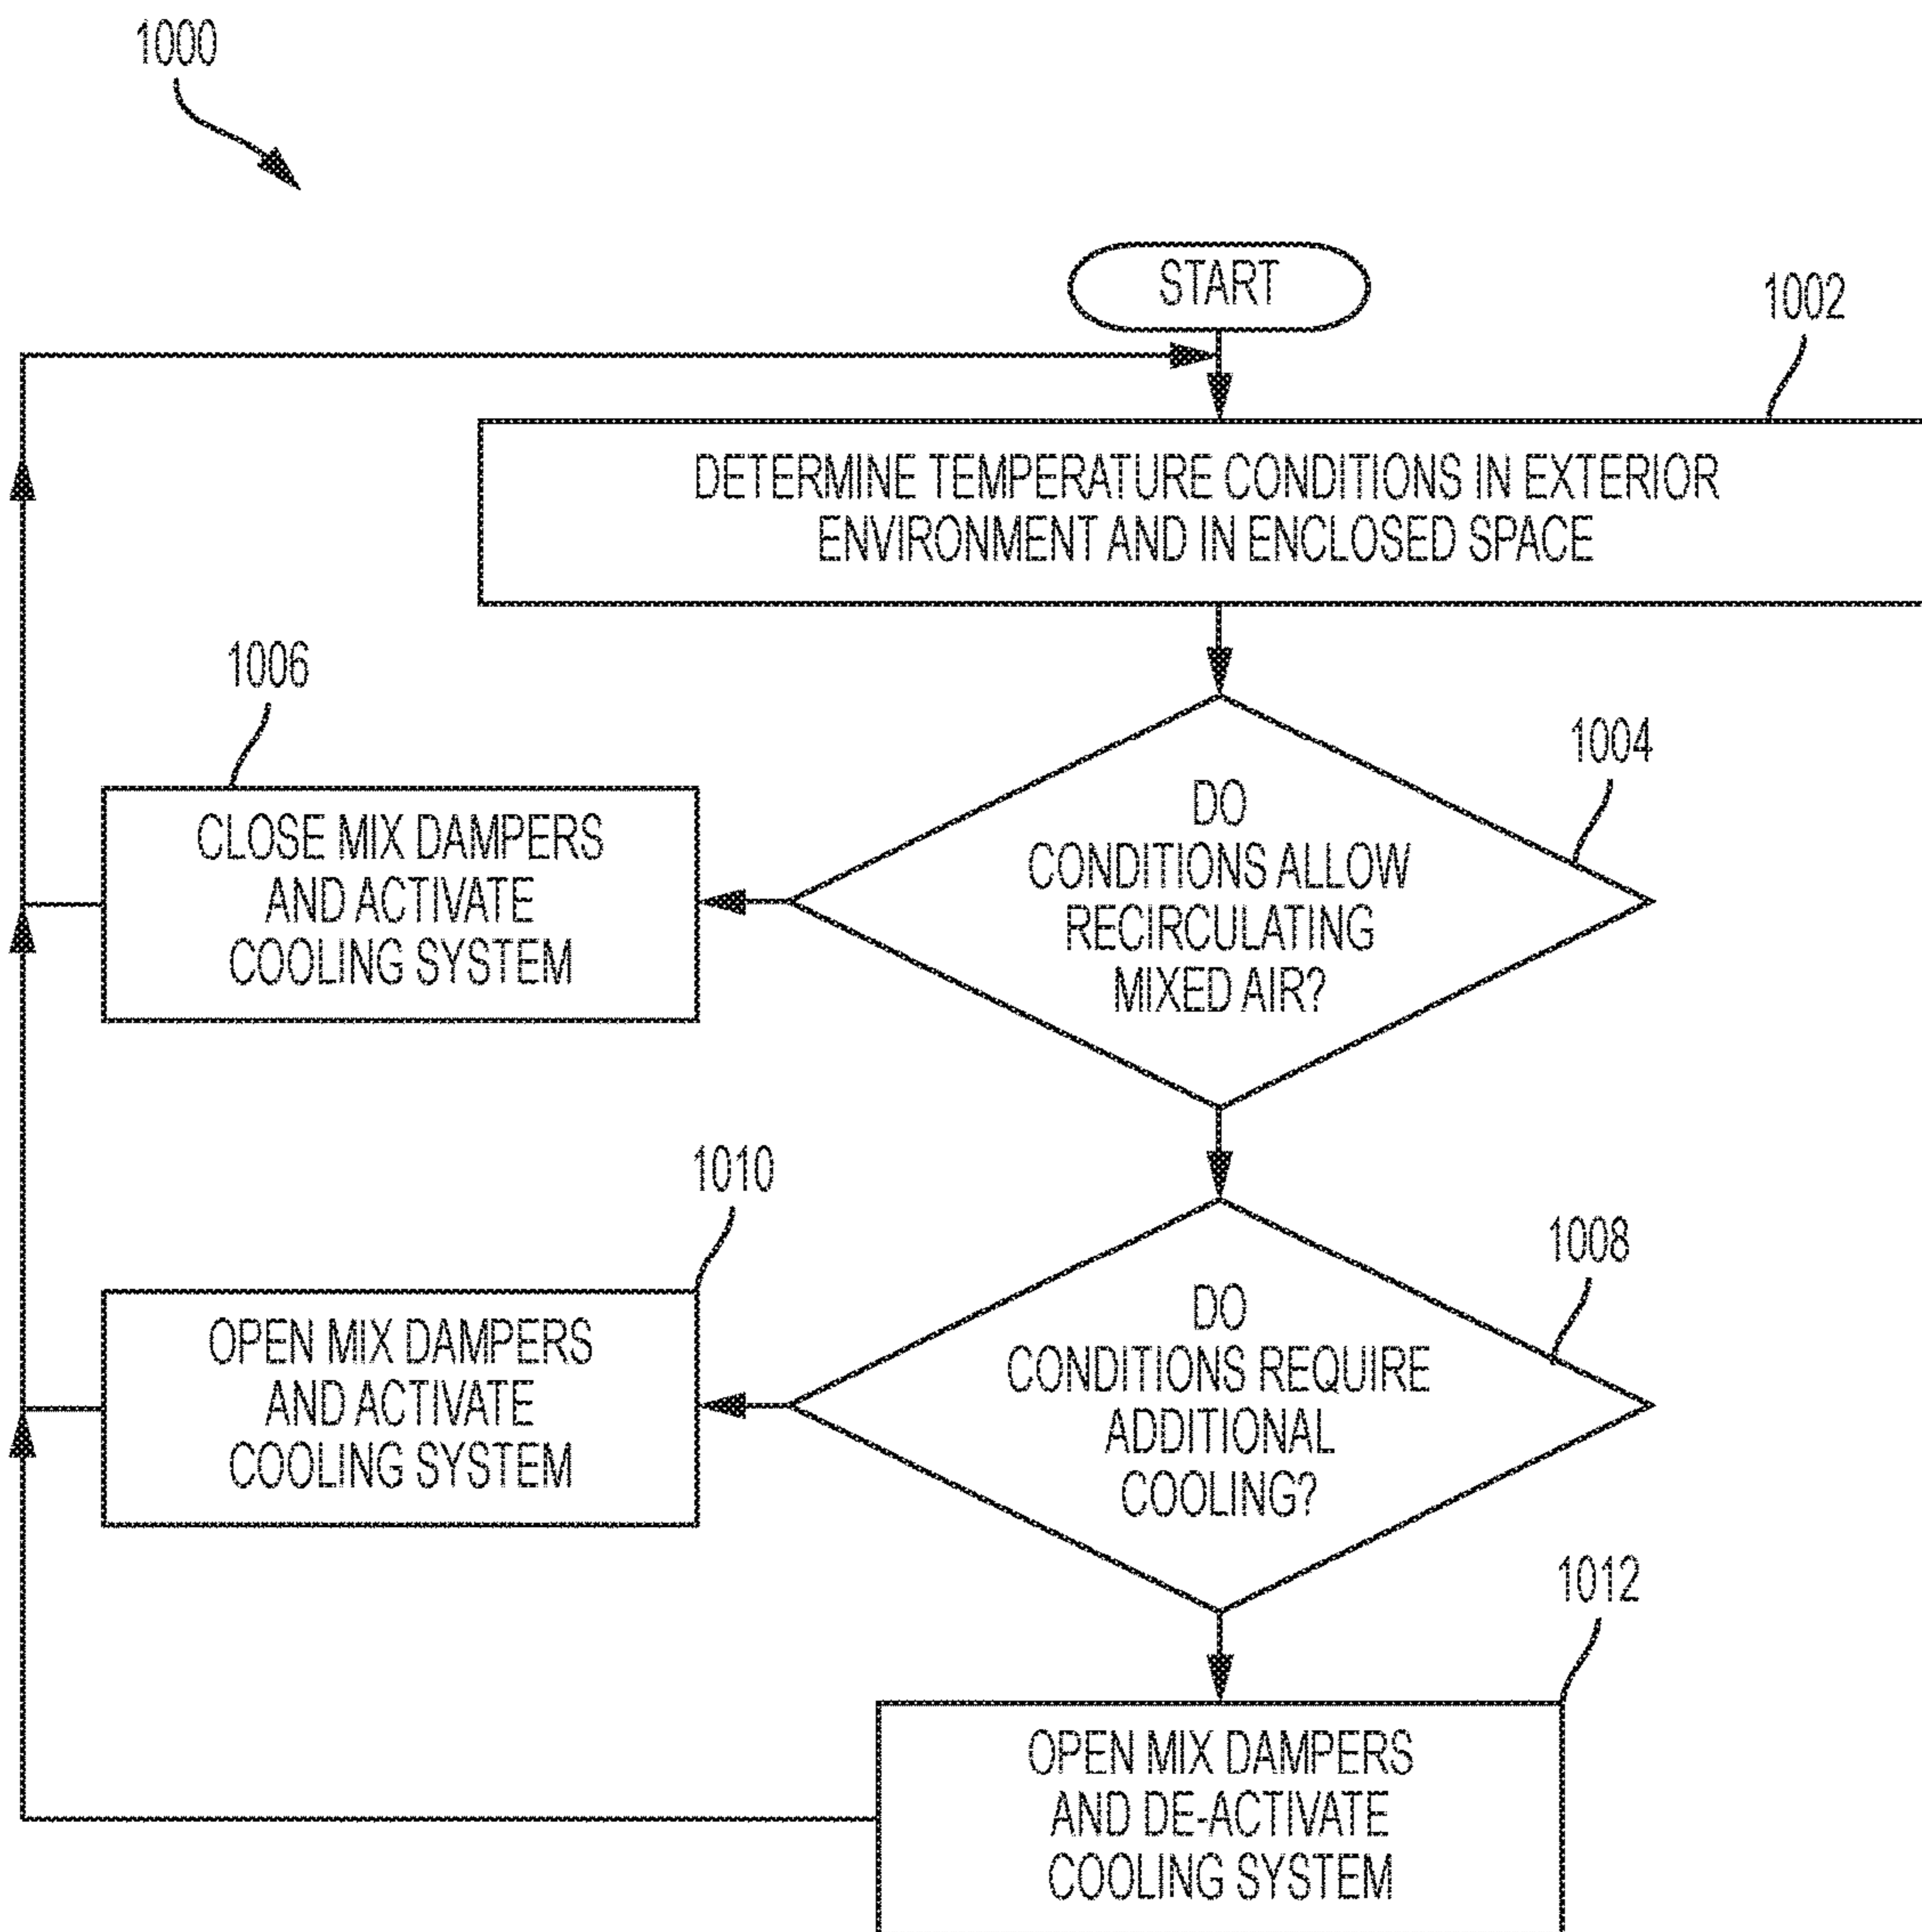 1000
START
1002
DETERMINE TEMPERATURE CONDITIONS IN EXTERIOR
ENVIRONMENT AND IN ENCLOSED SPACE
1006
1004
CLOSE MIX DAMPERS
AND ACTIVATE
COOLING SYSTEM
DO
CONDITIONS ALLOW
RECIRCULATING
MIXED AIR?
1010
1008
OPEN MIX DAMPERS
AND ACTIVATE
COOLING SYSTEM
DO
CONDITIONS REQUIRE
ADDITIONAL
COOLING?
1012
OPEN MIX DAMPERS
AND DE-ACTIVATE
COOLING SYSTEM